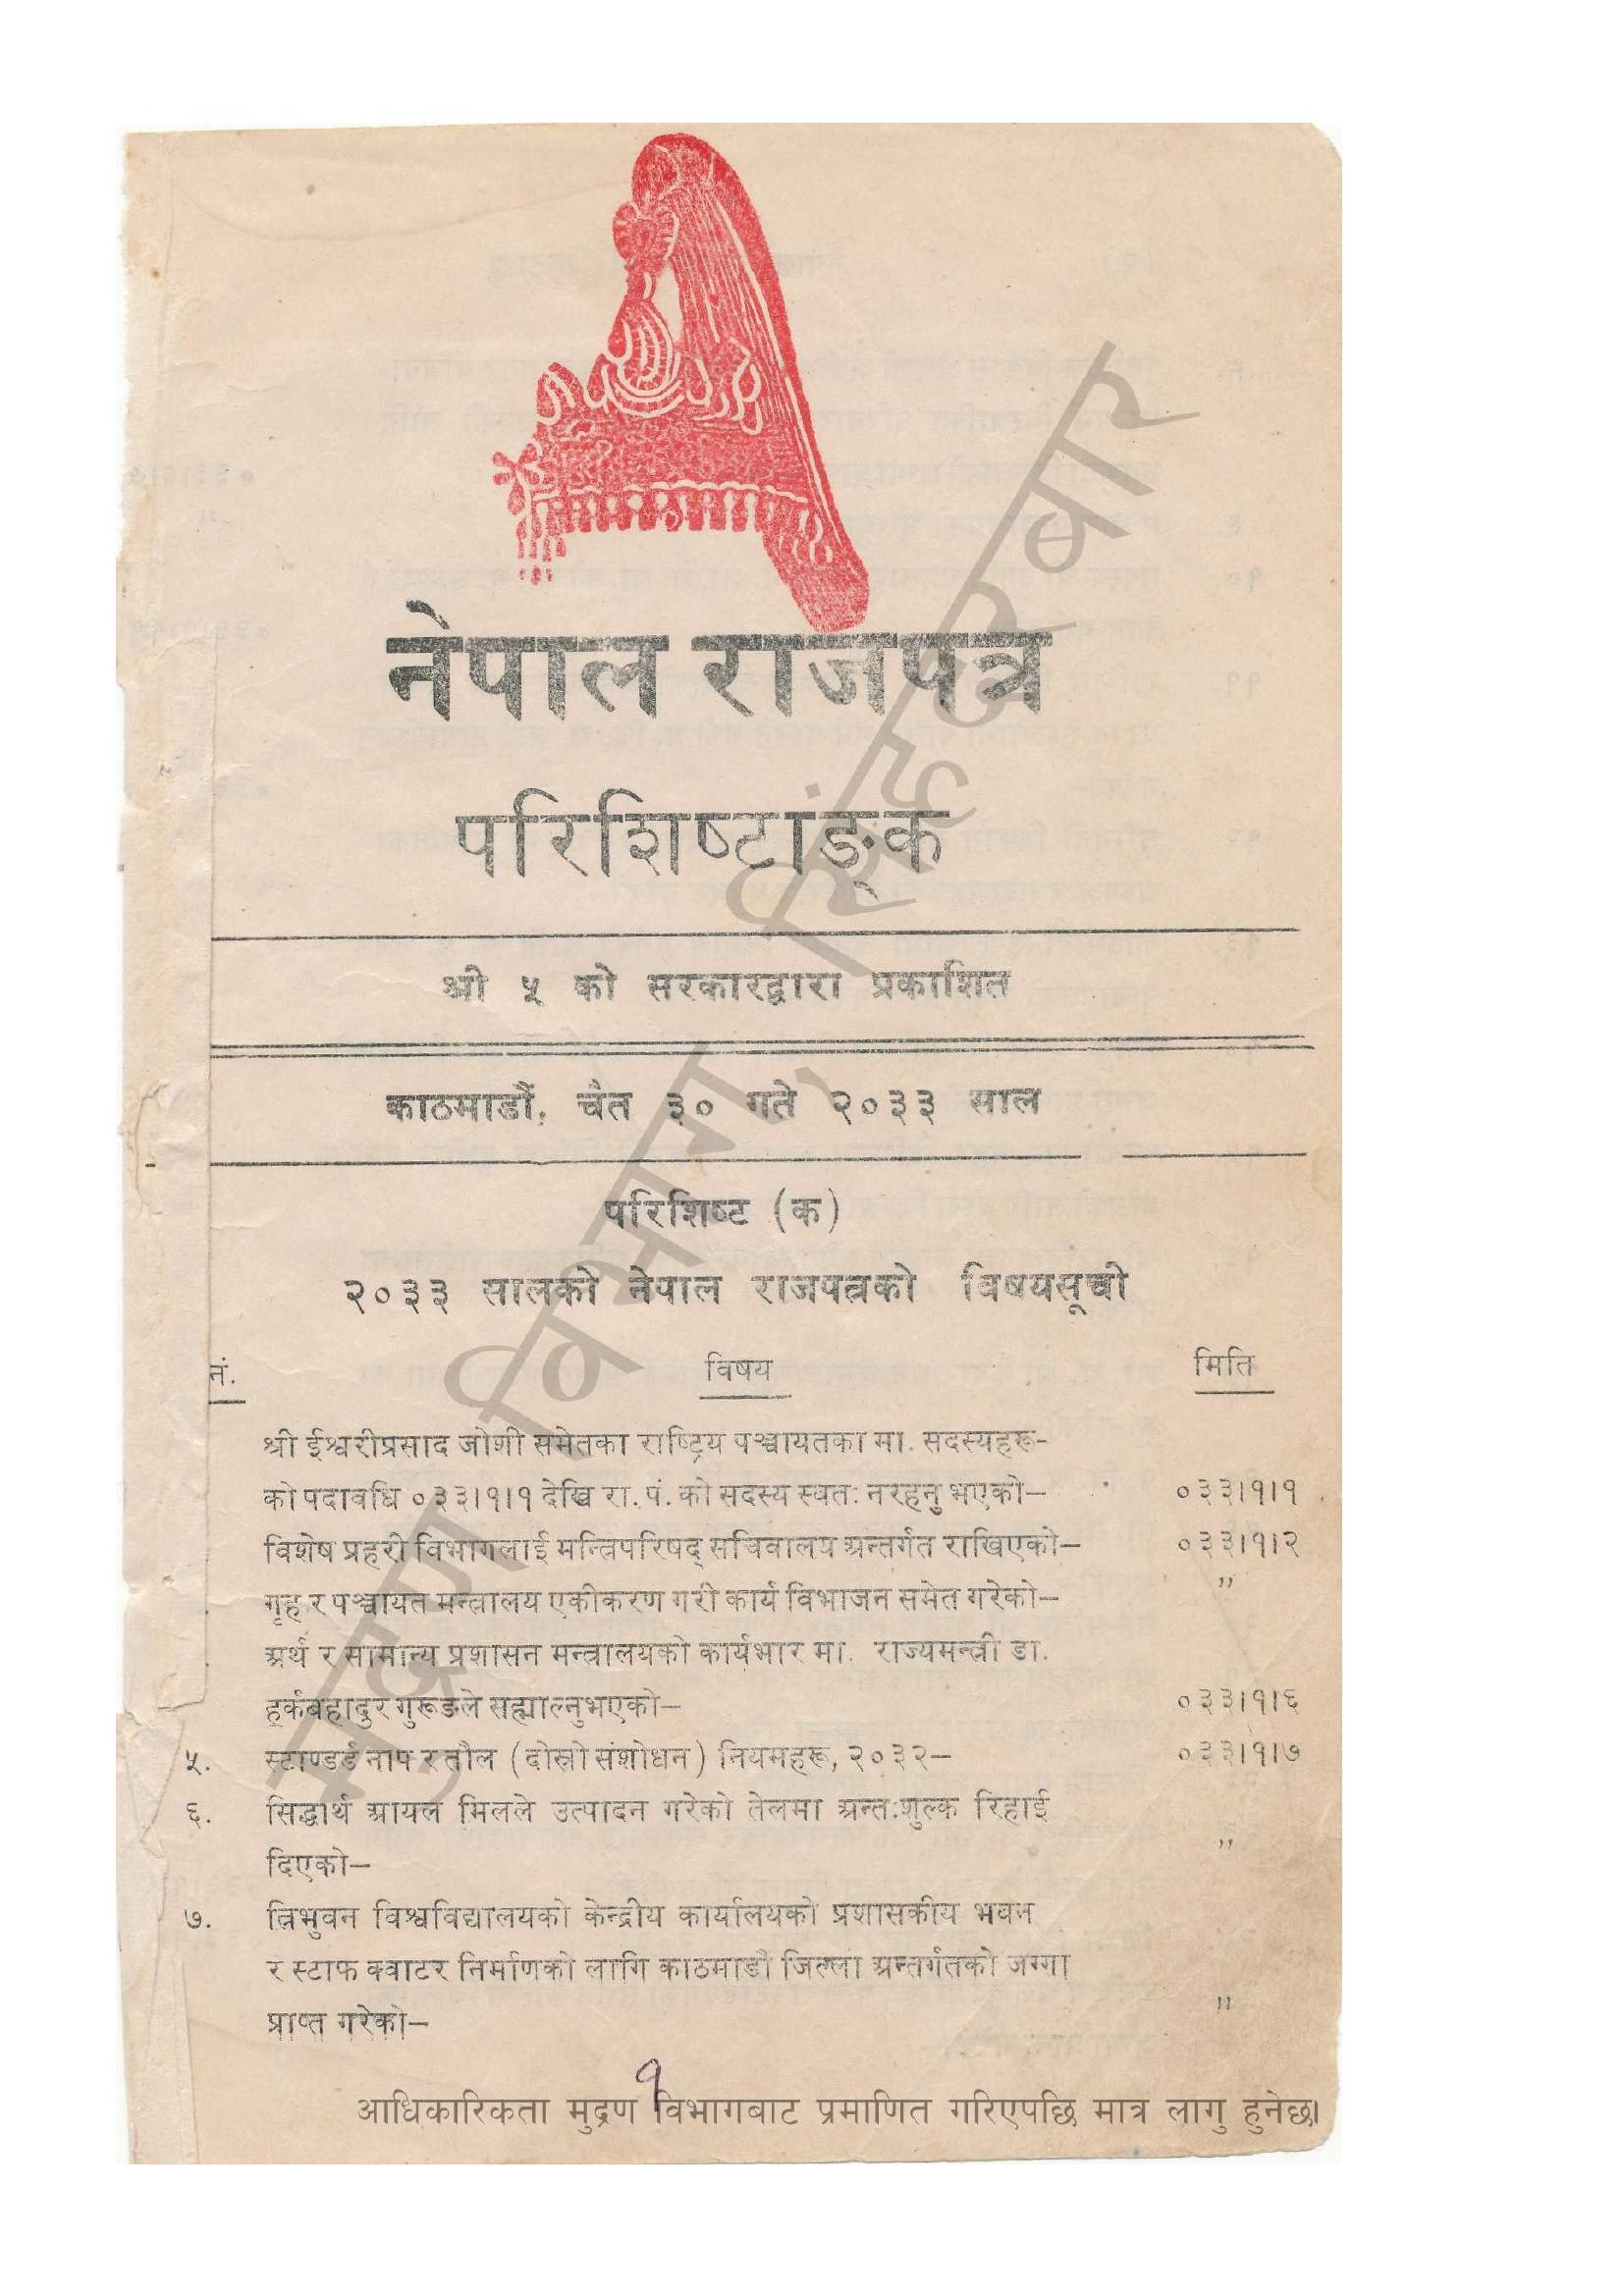 नेपाल राजपत्र
परिशिष्टाङ्क
श्री ५ को सरकारद्वारा प्रकाशित
काठमाडौं, चैत ३० गते २०३३ साल
परिशिष्ट (क)
२०३३ सालको नेपाल राजपत्रको विषयसूची
नं. विषय मिति
श्री ईश्वरीप्रसाद जोशी समेतका राष्ट्रिय पञ्चायतका मा. सदस्यहरू-
को पदावधि ०३३।१।१ देखि रा. पं. को सदस्य स्वतः नरहनु भएको– ०३३।१।१
विशेष प्रहरी विभागलाई मन्त्रिपरिषद् सचिवालय अन्तर्गत राखिएको– ०३३।१।२
गृह र पञ्चायत मन्त्रालय एकीकरण गरी कार्य विभाजन समेत गरेको– ,,
अर्थ र सामान्य प्रशासन मन्त्रालयको कार्यभार मा. राज्यमन्त्री डा.
हर्कबहादुर गुरूङले सह्माल्नुभएको– ०३३।१।६
५. स्टाण्डर्ड नाप र तौल (दोस्रो संशोधन) नियमहरू, २०३२– ०३३।१।७
६. सिद्धार्थ आयल मिलले उत्पादन गरेको तेलमा अन्तःशुल्क रिहाई
दिएको– ,,
७. त्रिभुवन विश्वविद्यालयको केन्द्रीय कार्यालयको प्रशासकीय भवन
र स्टाफ क्वाटर निर्माणको लागि काठमाडौं जिल्ला अन्तर्गतको जग्गा
प्राप्त गरेको– ,,
१
आधिकारिकता मुद्रण विभागबाट प्रमाणित गरिएपछि मात्र लागु हुनेछ।
मुद्रण विभाग, सिंहदरबार